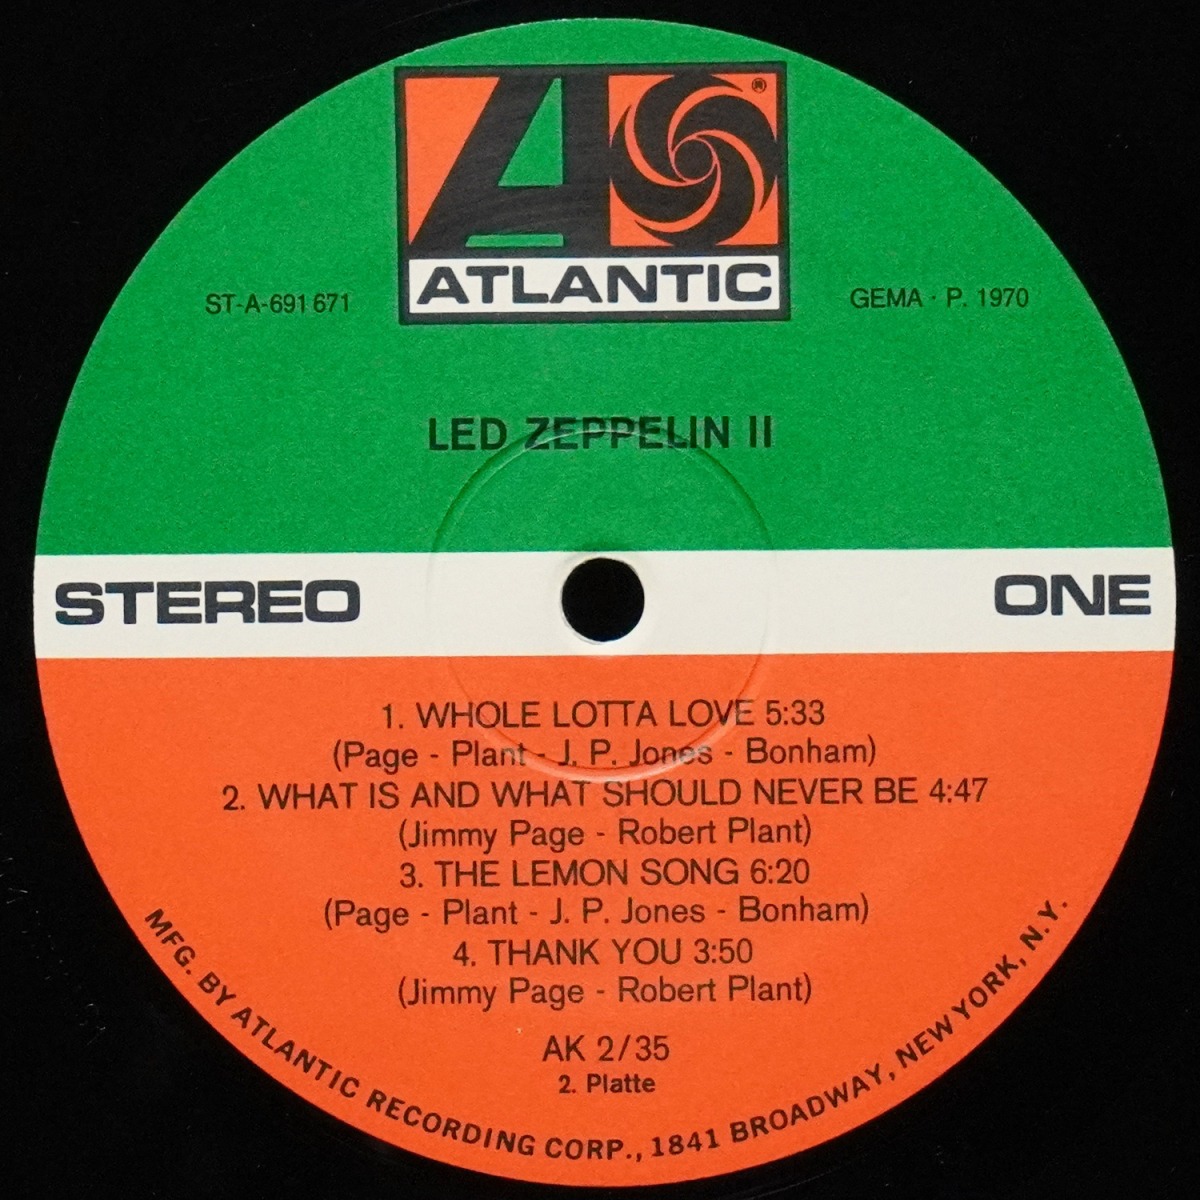 ®
ATLANTIC
ST-A-691 671
GEMA · P. 1970
LED ZEPPELIN II
STEREO
ONE
1. WHOLE LOTTA LOVE 5:33
(Page - Plant - J. P. Jones - Bonham)
2. WHAT IS AND WHAT SHOULD NEVER BE 4:47
(Jimmy Page - Robert Plant)
3. THE LEMON SONG 6:20
(Page - Plant - J. P. Jones - Bonham)
4. THANK YOU 3:50
(Jimmy Page - Robert Plant)
AK 2/35
2. Platte
MFG. BY ATLANTIC RECORDING CORP., 1841 BROADWAY, NEW YORK, N.Y.